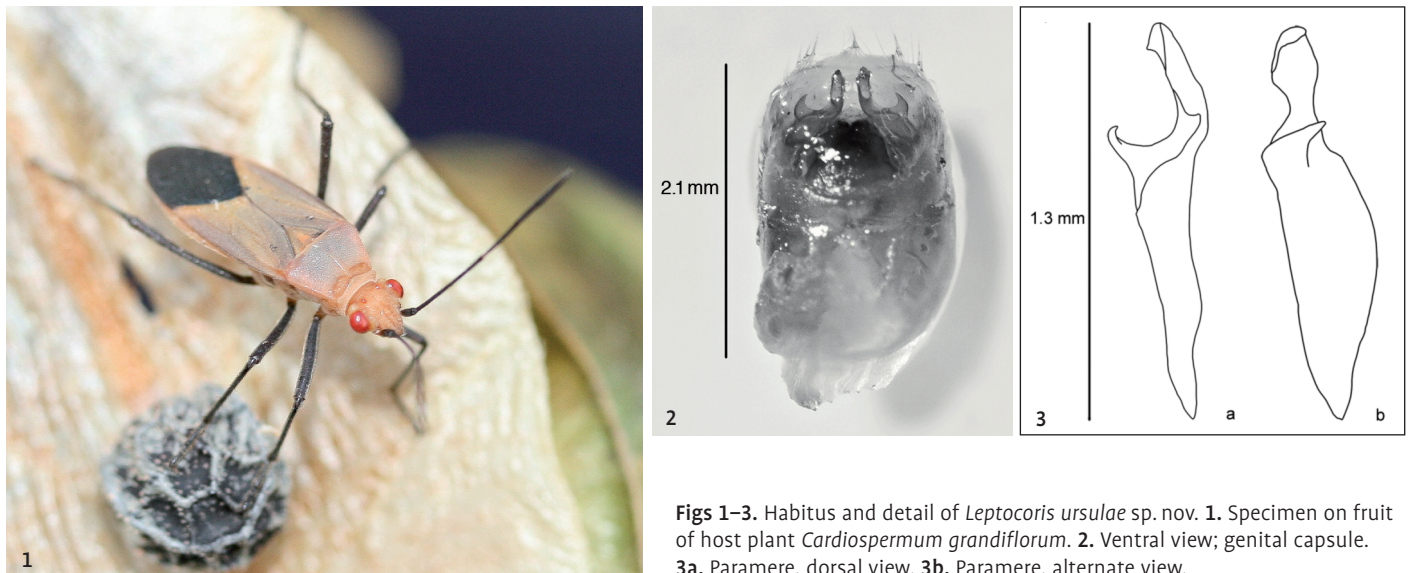 1
2.1 mm
2
1.3 mm
3
a
b
Figs 1–3. Habitus and detail of Leptocoris ursulae sp. nov. 1. Specimen on fruit
of host plant Cardiospermum grandiflorum. 2. Ventral view; genital capsule.
3a. Paramere, dorsal view. 3b. Paramere, alternate view.